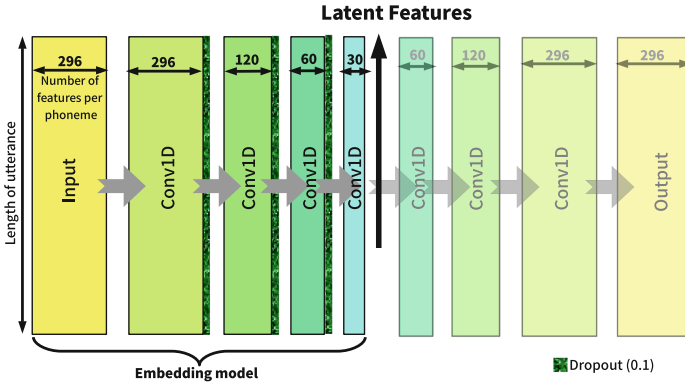 Latent Features
296
Number of
features per
phoneme
296
120
60
30
60
120
296
296
Length of utterance
Input
Conv1D
Conv1D
Conv1D
Conv1D
Conv1D
Conv1D
Conv1D
Output
Embedding model
Dropout (0.1)